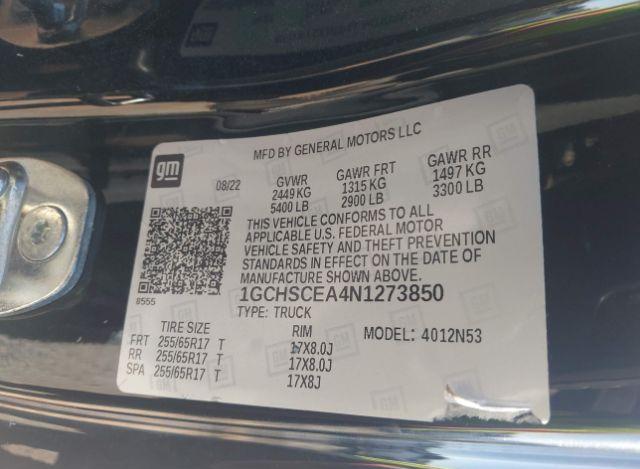 gm
MFD BY GENERAL MOTORS LLC
08/22 GVWR GAWR FRT GAWR RR
2449 KG 1315 KG 1497 KG
5400 LB 2900 LB 3300 LB
THIS VEHICLE CONFORMS TO ALL
APPLICABLE U.S. FEDERAL MOTOR
VEHICLE SAFETY AND THEFT PREVENTION
STANDARDS IN EFFECT ON THE DATE OF
MANUFACTURE SHOWN ABOVE.
8555
1GCHSCEA4N1273850
TYPE: TRUCK
TIRE SIZE RIM MODEL: 4012N53
FRT 255/65R17 T 17X8.0J
RR 255/65R17 T 17X8.0J
SPA 255/65R17 T 17X8J